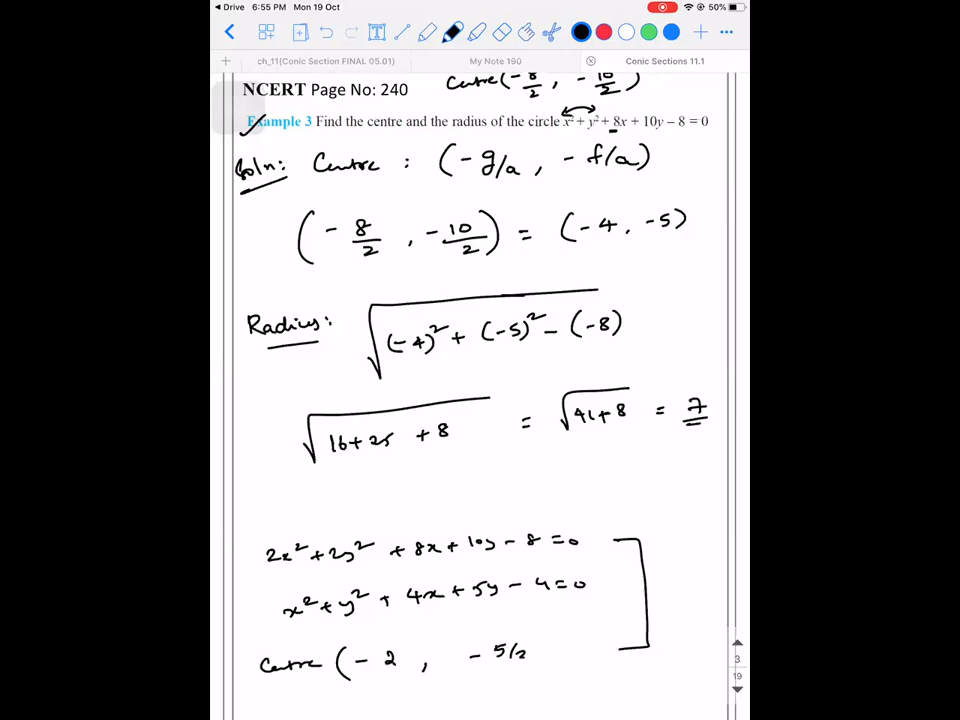 Drive 6:55 PM Mon 19 Oct 50%
ch_11(Conic Section FINAL 05.01) My Note 190 Conic Sections 11.1
Centre(-8/2 , -10/2)
NCERT Page No: 240
Example 3 Find the centre and the radius of the circle x² + y² + 8x + 10y – 8 = 0
Soln: Centre : (-g/a , - f/a)
(- 8/2 , - 10/2) = (-4, -5)
Radius: √((-4)² + (-5)² - (-8))
√(16+25 +8) = √(41+8) = 7
2x² + 2y² + 8x + 10y - 8 = 0
x² + y² + 4x + 5y - 4 = 0
Centre (-2 , - 5/2
3
19